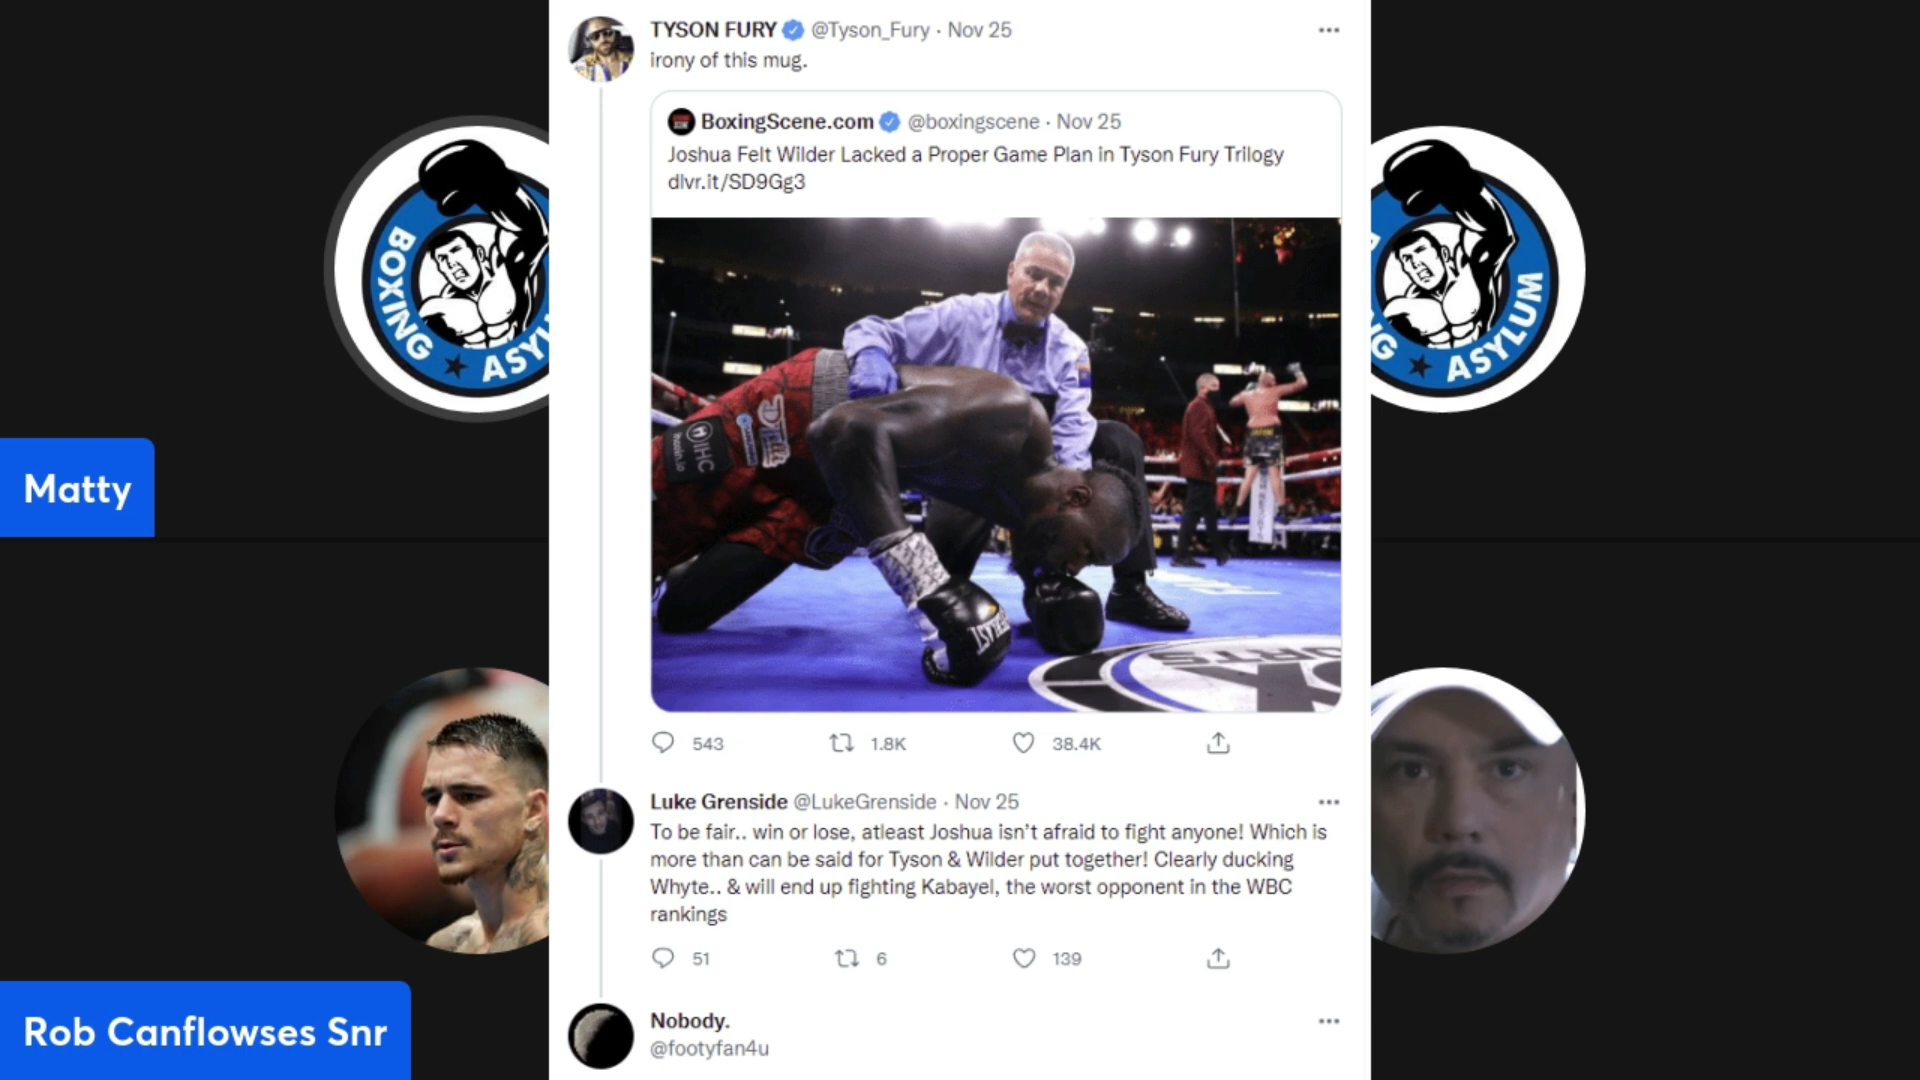 TYSON FURY @Tyson_Fury · Nov 25
irony of this mug.
BoxingScene.com @boxingscene · Nov 25
Joshua Felt Wilder Lacked a Proper Game Plan in Tyson Fury Trilogy
dlvr.it/SD9Gg3
BOXING ★ ASY
G ★ ASYLUM
IHC
EVERLAST
ORTS
543 1.8K 38.4K
Matty
Luke Grenside @LukeGrenside · Nov 25
To be fair.. win or lose, atleast Joshua isn't afraid to fight anyone! Which is
more than can be said for Tyson & Wilder put together! Clearly ducking
Whyte.. & will end up fighting Kabayel, the worst opponent in the WBC
rankings
51 6 139
Nobody.
@footyfan4u
Rob Canflowses Snr